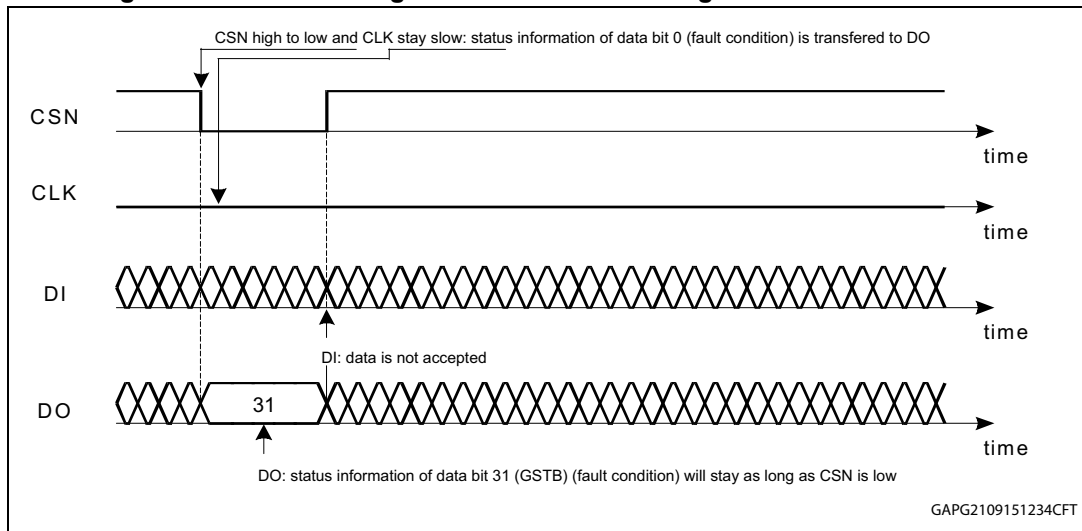 CSN high to low and CLK stay slow: status information of data bit 0 (fault condition) is transfered to DO
CSN
time
CLK
time
DI
time
DI: data is not accepted
DO
31
time
DO: status information of data bit 31 (GSTB) (fault condition) will stay as long as CSN is low
GAPG2109151234CFT